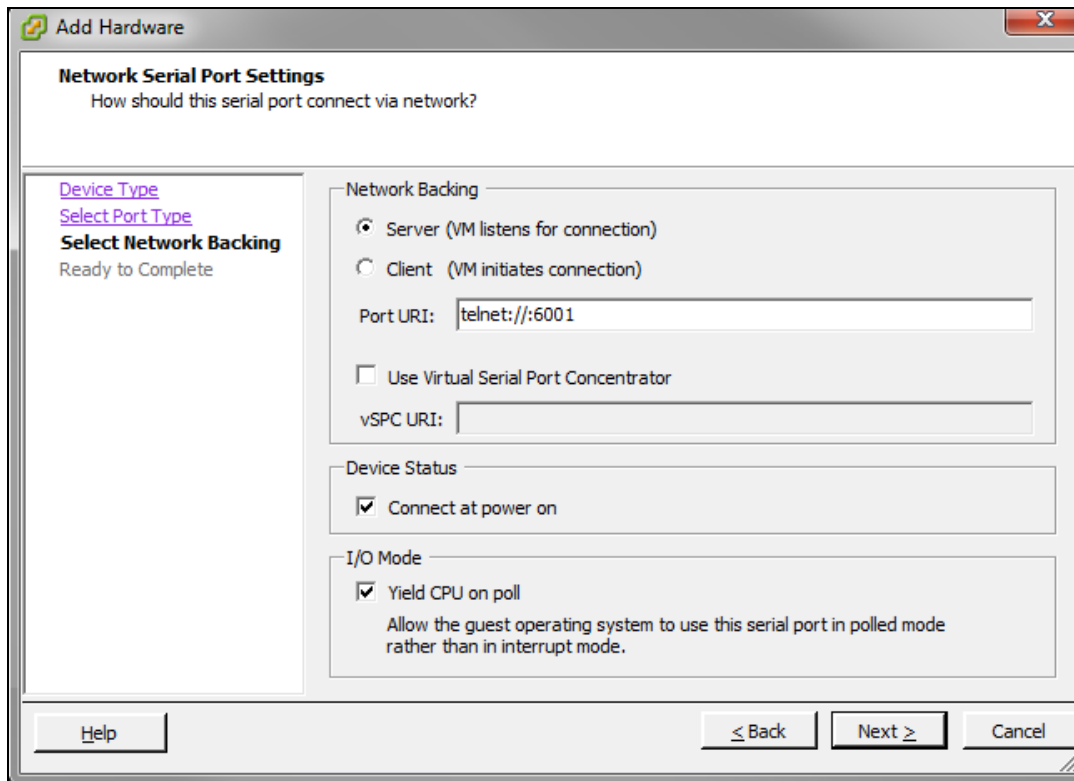 Add Hardware
Network Serial Port Settings
How should this serial port connect via network?
Device Type
Select Port Type
Select Network Backing
Ready to Complete
Network Backing
Server (VM listens for connection)
Client (VM initiates connection)
Port URI: telnet://:6001
Use Virtual Serial Port Concentrator
vSPC URI:
Device Status
Connect at power on
I/O Mode
Yield CPU on poll
Allow the guest operating system to use this serial port in polled mode
rather than in interrupt mode.
Help
< Back
Next >
Cancel